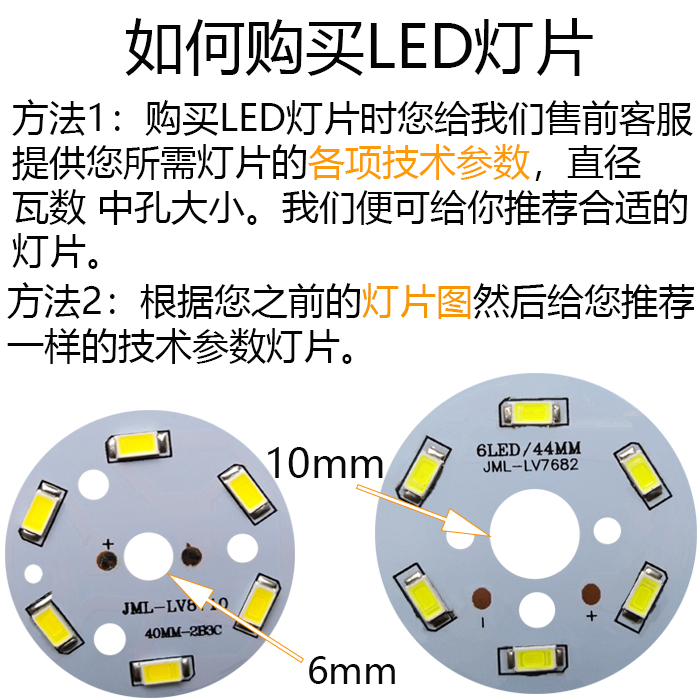 如何购买LED灯片
方法1：购买LED灯片时您给我们售前客服
提供您所需灯片的各项技术参数，直径
瓦数 中孔大小。我们便可给你推荐合适的
灯片。
方法2：根据您之前的灯片图然后给您推荐
一样的技术参数灯片。
10mm
6LED/44MM
JML-LV7682
+
JML-LV8710
40MM-2B3C
- +
6mm